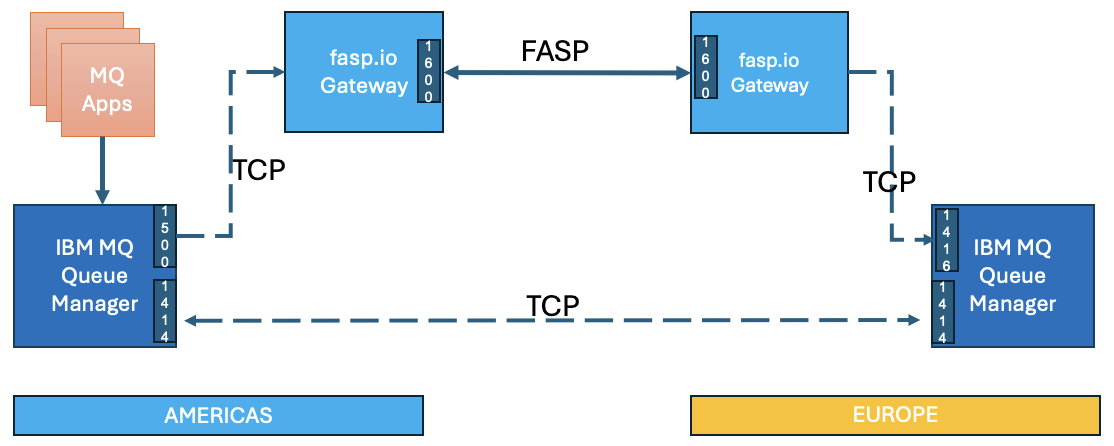 MQ
Apps
fasp.io
Gateway
1
6
0
0
FASP
1
6
0
0
fasp.io
Gateway
TCP
TCP
IBM MQ
Queue
Manager
1
5
0
0
1
4
1
4
TCP
1
4
1
6
1
4
1
4
IBM MQ
Queue
Manager
AMERICAS
EUROPE